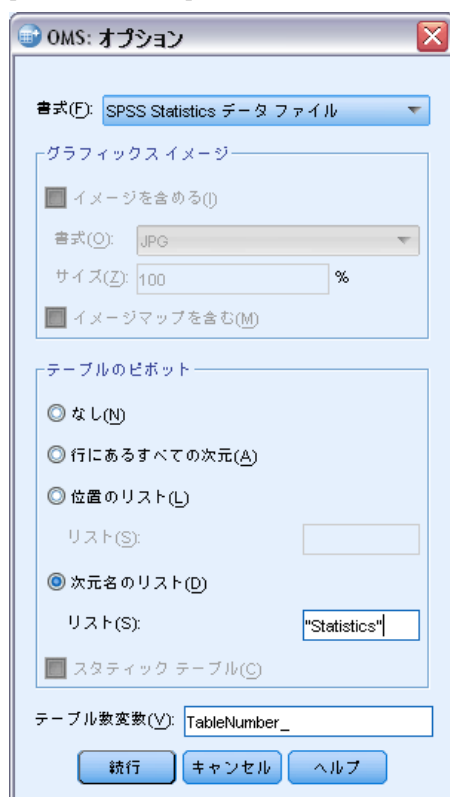 OMS: オプション
書式(F): SPSS Statistics データ ファイル
グラフィックス イメージ
イメージを含める(I)
書式(O): JPG
サイズ(Z): 100 %
イメージマップを含む(M)
テーブルのピボット
なし(N)
行にあるすべての次元(A)
位置のリスト(L)
リスト(S):
次元名のリスト(D)
リスト(S): "Statistics"
スタティック テーブル(C)
テーブル数変数(V): TableNumber_
続行 キャンセル ヘルプ